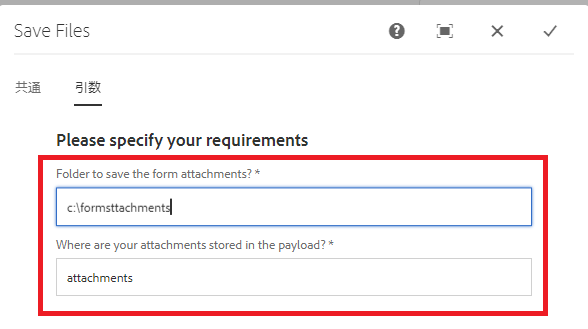 Save Files
共通 引数
Please specify your requirements
Folder to save the form attachments? *
c:\formsttachments
Where are your attachments stored in the payload? *
attachments